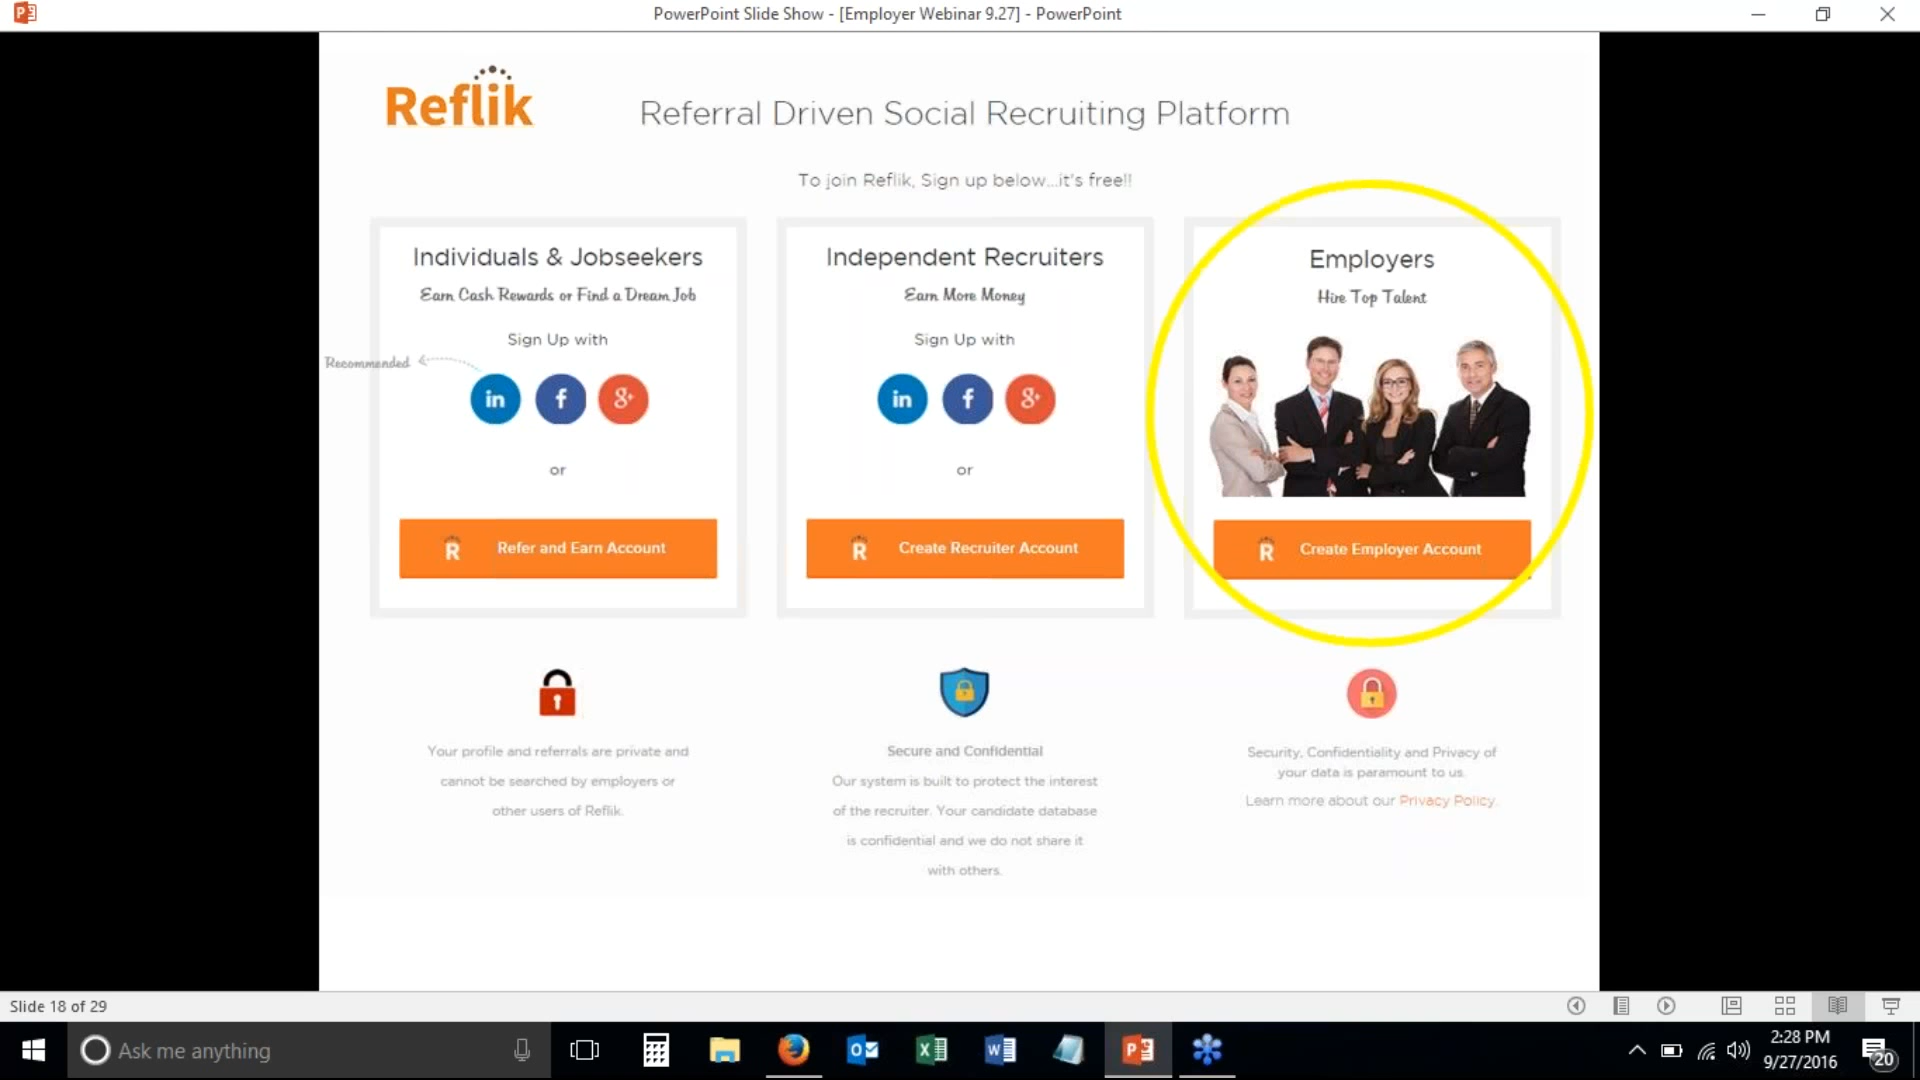 PowerPoint Slide Show - [Employer Webinar 9.27] - PowerPoint
Reflik
Referral Driven Social Recruiting Platform
To join Reflik, Sign up below...it's free!!
Individuals & Jobseekers
Earn Cash Rewards or Find a Dream Job
Sign Up with
Recommended
in
f
g+
or
R
Refer and Earn Account
Independent Recruiters
Earn More Money
Sign Up with
in
f
g+
or
R
Create Recruiter Account
Employers
Hire Top Talent
R
Create Employer Account
Your profile and referrals are private and
cannot be searched by employers or
other users of Reflik.
Secure and Confidential
Our system is built to protect the interest
of the recruiter. Your candidate database
is confidential and we do not share it
with others.
Security, Confidentiality and Privacy of
your data is paramount to us.
Learn more about our Privacy Policy.
Slide 18 of 29
Ask me anything
2:28 PM
9/27/2016
20